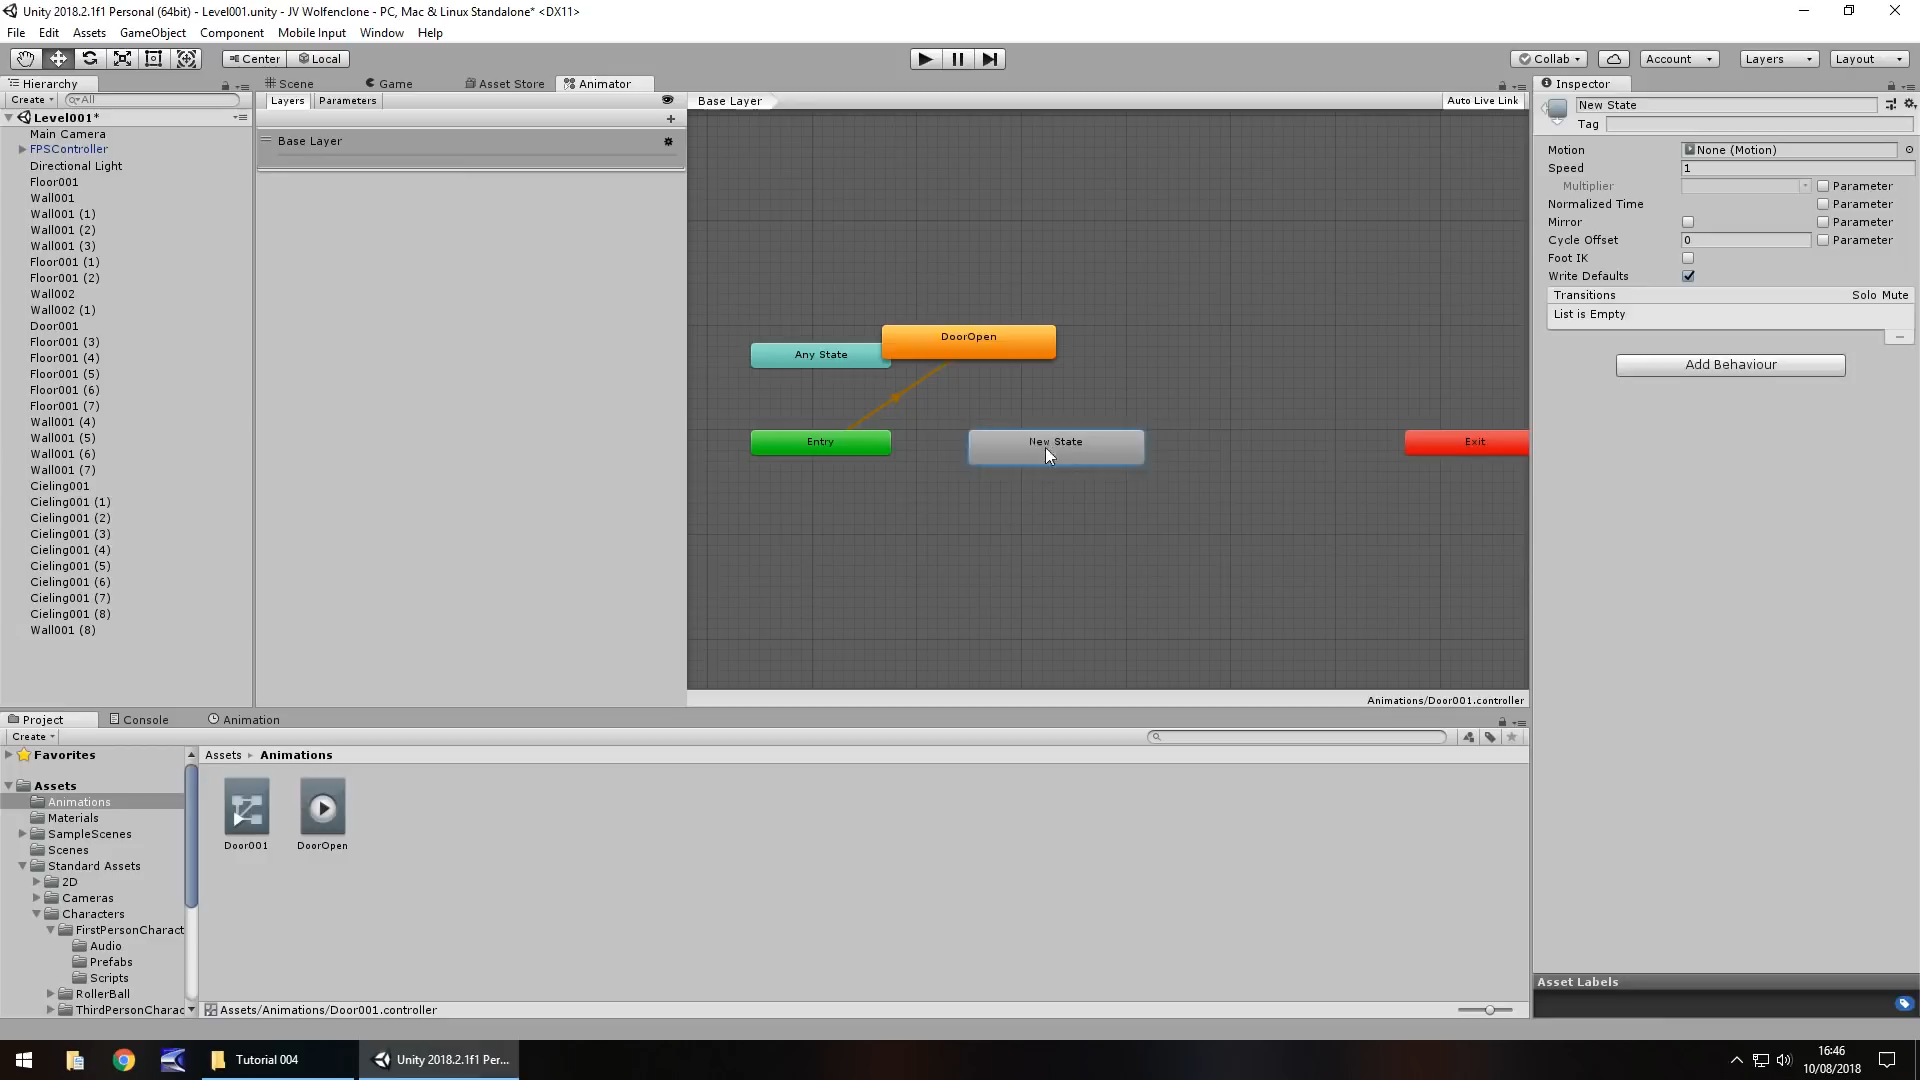 Unity 2018.2.1f1 Personal (64bit) - Level001.unity - JV Wolfenclone - PC, Mac & Linux Standalone* <DX11>
File Edit Assets GameObject Component Mobile Input Window Help
Center Local Collab Account Layers Layout
Hierarchy Scene Game Asset Store Animator Inspector
Create All Layers Parameters Base Layer Auto Live Link New State
Level001*
Tag
Main Camera
FPSController
Directional Light
Floor001
Wall001
Wall001 (1)
Wall001 (2)
Wall001 (3)
Floor001 (1)
Floor001 (2)
Wall002
Wall002 (1)
Door001
Floor001 (3)
Floor001 (4)
Floor001 (5)
Floor001 (6)
Floor001 (7)
Wall001 (4)
Wall001 (5)
Wall001 (6)
Wall001 (7)
Cieling001
Cieling001 (1)
Cieling001 (2)
Cieling001 (3)
Cieling001 (4)
Cieling001 (5)
Cieling001 (6)
Cieling001 (7)
Cieling001 (8)
Wall001 (8)
Base Layer
DoorOpen
Any State
Entry
New State
Exit
Animations/Door001.controller
Motion None (Motion)
Speed 1
Multiplier Parameter
Normalized Time Parameter
Mirror Parameter
Cycle Offset 0 Parameter
Foot IK
Write Defaults
Transitions Solo Mute
List is Empty
Add Behaviour
Asset Labels
Project Console Animation
Create
Favorites
Assets
Animations
Materials
SampleScenes
Scenes
Standard Assets
2D
Cameras
Characters
FirstPersonCharact
Audio
Prefabs
Scripts
RollerBall
ThirdPersonCharac
Assets Animations
Door001 DoorOpen
Assets/Animations/Door001.controller
Tutorial 004
Unity 2018.2.1f1 Per...
16:46
10/08/2018